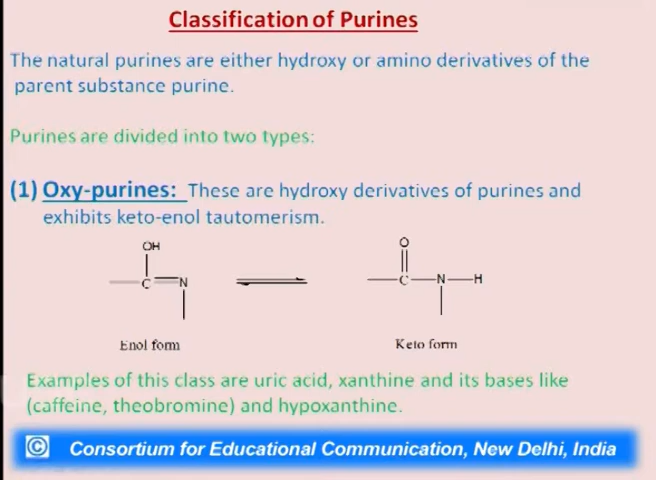 Classification of Purines
The natural purines are either hydroxy or amino derivatives of the
parent substance purine.
Purines are divided into two types:
(1) Oxy-purines: These are hydroxy derivatives of purines and
exhibits keto-enol tautomerism.
OH
C N
Enol form
O
C N H
Keto form
Examples of this class are uric acid, xanthine and its bases like
(caffeine, theobromine) and hypoxanthine.
© Consortium for Educational Communication, New Delhi, India